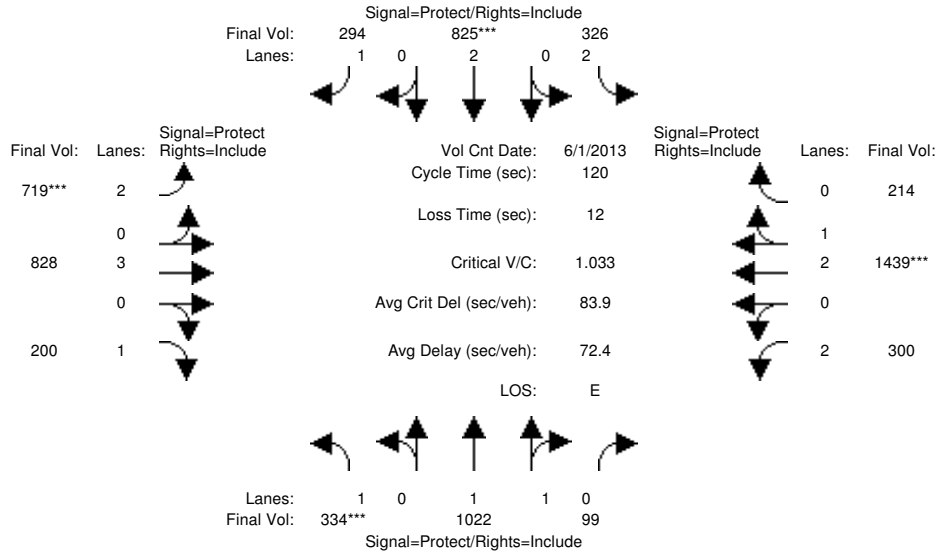 Signal=Protect/Rights=Include
Final Vol: 294 825*** 326
Lanes: 1 0 2 0 2
Signal=Protect
Final Vol: Lanes: Rights=Include
Vol Cnt Date: 6/1/2013
Signal=Protect
Rights=Include Lanes: Final Vol:
Cycle Time (sec): 120
719*** 2
0 214
Loss Time (sec): 12
0
1
828 3
Critical V/C: 1.033
2 1439***
0
Avg Crit Del (sec/veh): 83.9
0
200 1
Avg Delay (sec/veh): 72.4
2 300
LOS: E
Lanes: 1 0 1 1 0
Final Vol: 334*** 1022 99
Signal=Protect/Rights=Include